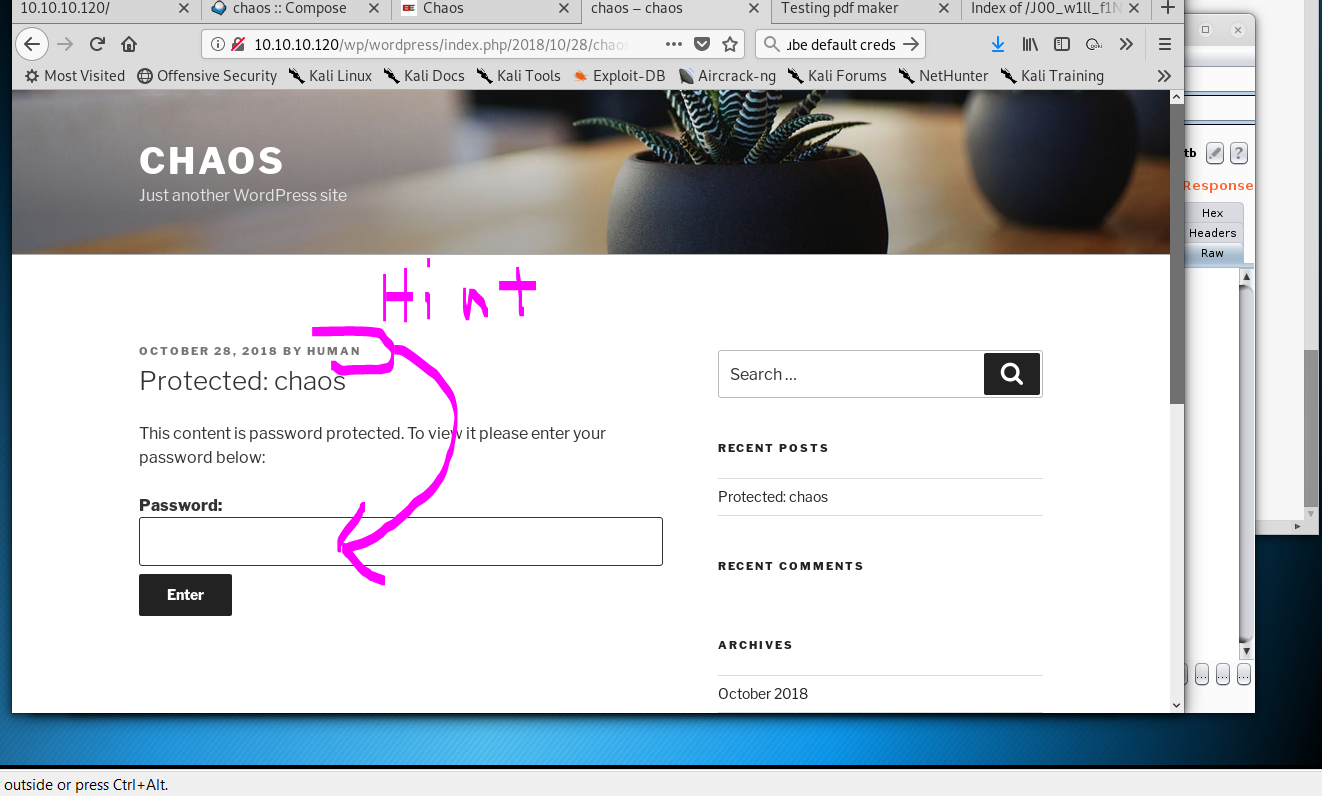 10.10.10.120/
chaos :: Compose
Chaos
chaos – chaos
Testing pdf maker
Index of /J00_w1ll_f1N
10.10.10.120/wp/wordpress/index.php/2018/10/28/chaos
ube default creds
Most Visited
Offensive Security
Kali Linux
Kali Docs
Kali Tools
Exploit-DB
Aircrack-ng
Kali Forums
NetHunter
Kali Training
CHAOS
Just another WordPress site
tb
?
Response
Hex
Headers
Raw
Hint
OCTOBER 28, 2018 BY HUMAN
Protected: chaos
This content is password protected. To view it please enter your
password below:
Password:
Enter
Search …
RECENT POSTS
Protected: chaos
RECENT COMMENTS
ARCHIVES
October 2018
... ... ...
outside or press Ctrl+Alt.